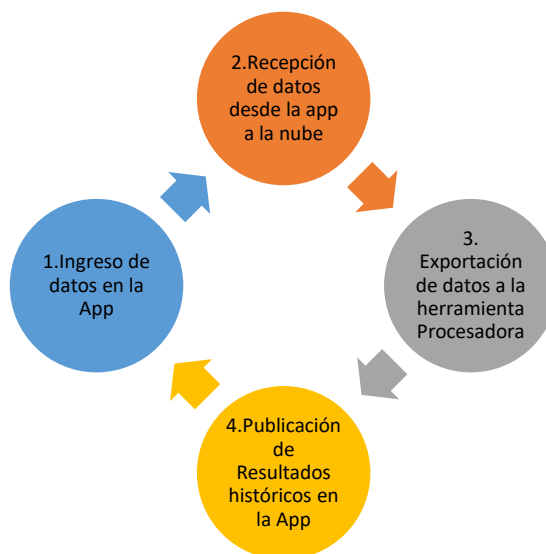 2.Recepción
de datos
desde la app
a la nube
1.Ingreso de
datos en la
App
3.
Exportación
de datos a la
herramienta
Procesadora
4.Publicación
de
Resultados
históricos en
la App